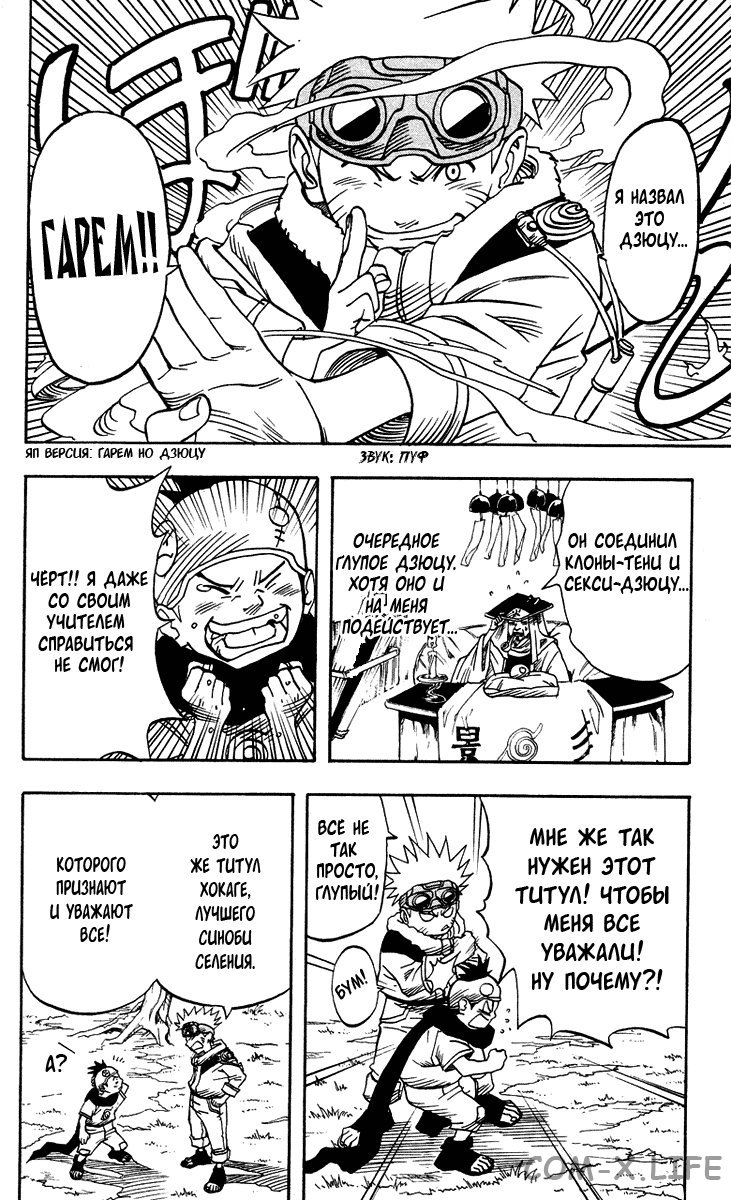 Я НАЗВАЛ
ЭТО
ДЗЮЦУ...
ГАРЕМ!!
ЯП ВЕРСИЯ: ГАРЕМ НО ДЗЮЦУ
ЗВУК: ПУФ
ОН СОЕДИНИЛ
КЛОНЫ-ТЕНИ И
СЕКСИ-ДЗЮЦУ...
ОЧЕРЕДНОЕ
ГЛУПОЕ ДЗЮЦУ.
ХОТЯ ОНО И
НА МЕНЯ
ПОДЕЙСТВУЕТ...
景
ЧЁРТ!! Я ДАЖЕ
СО СВОИМ
УЧИТЕЛЕМ
СПРАВИТЬСЯ
НЕ СМОГ!
МНЕ ЖЕ ТАК
НУЖЕН ЭТОТ
ТИТУЛ! ЧТОБЫ
МЕНЯ ВСЕ
УВАЖАЛИ!
НУ ПОЧЕМУ?!
ВСЁ НЕ
ТАК
ПРОСТО,
ГЛУПЫЙ!
БУМ!
ЭТО
ЖЕ ТИТУЛ
ХОКАГЕ,
ЛУЧШЕГО
СИНОБИ
СЕЛЕНИЯ.
КОТОРОГО
ПРИЗНАЮТ
И УВАЖАЮТ
ВСЕ!
А?
COM-X.LIFE